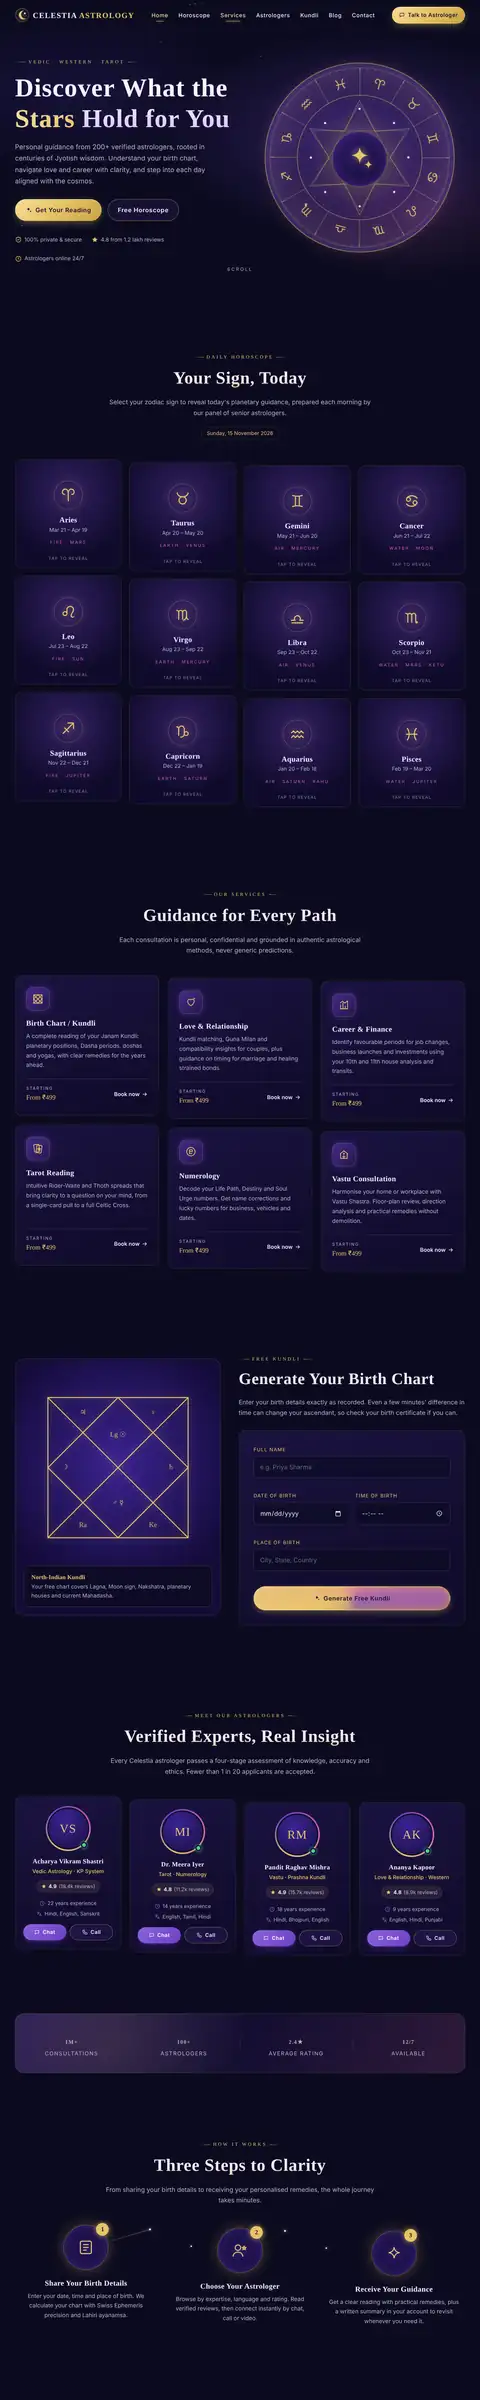 CELESTIA ASTROLOGY
Home Horoscope Services Astrologers Kundli Blog Contact
Talk to Astrologer
VEDIC · WESTERN · TAROT
Discover What the
Stars Hold for You
Personal guidance from 200+ verified astrologers, rooted in
centuries of Jyotish wisdom. Understand your birth chart,
navigate love and career with clarity, and step into each day
aligned with the cosmos.
Get Your Reading
Free Horoscope
100% private & secure
4.8 from 1.2 lakh reviews
Astrologers online 24/7
SCROLL
DAILY HOROSCOPE
Your Sign, Today
Select your zodiac sign to reveal today's planetary guidance, prepared each morning by
our panel of senior astrologers.
Sunday, 15 November 2026
Aries
Mar 21 – Apr 19
FIRE · MARS
TAP TO REVEAL
Taurus
Apr 20 – May 20
EARTH · VENUS
TAP TO REVEAL
Gemini
May 21 – Jun 20
AIR · MERCURY
TAP TO REVEAL
Cancer
Jun 21 – Jul 22
WATER · MOON
TAP TO REVEAL
Leo
Jul 23 – Aug 22
FIRE · SUN
TAP TO REVEAL
Virgo
Aug 23 – Sep 22
EARTH · MERCURY
TAP TO REVEAL
Libra
Sep 23 – Oct 22
AIR · VENUS
TAP TO REVEAL
Scorpio
Oct 23 – Nov 21
WATER · MARS · KETU
TAP TO REVEAL
Sagittarius
Nov 22 – Dec 21
FIRE · JUPITER
TAP TO REVEAL
Capricorn
Dec 22 – Jan 19
EARTH · SATURN
TAP TO REVEAL
Aquarius
Jan 20 – Feb 18
AIR · SATURN · RAHU
TAP TO REVEAL
Pisces
Feb 19 – Mar 20
WATER · JUPITER
TAP TO REVEAL
OUR SERVICES
Guidance for Every Path
Each consultation is personal, confidential and grounded in authentic astrological
methods, never generic predictions.
Birth Chart / Kundli
A complete reading of your Janam Kundli:
planetary positions, Dasha periods, doshas
and yogas, with clear remedies for the years
ahead.
STARTING
From ₹499
Book now →
Love & Relationship
Kundli matching, Guna Milan and
compatibility insights for couples, plus
guidance on timing for marriage and healing
strained bonds.
STARTING
From ₹499
Book now →
Career & Finance
Identify favourable periods for job changes,
business launches and investments using
your 10th and 11th house analysis and
transits.
STARTING
From ₹499
Book now →
Tarot Reading
Intuitive Rider-Waite and Thoth spreads that
bring clarity to a question on your mind, from
a single-card pull to a full Celtic Cross.
STARTING
From ₹499
Book now →
Numerology
Decode your Life Path, Destiny and Soul
Urge numbers. Get name corrections and
lucky numbers for business, vehicles and
dates.
STARTING
From ₹499
Book now →
Vastu Consultation
Harmonise your home or workplace with
Vastu Shastra. Floor-plan review, direction
analysis and practical remedies without
demolition.
STARTING
From ₹499
Book now →
Lg
Ra
Ke
North-Indian Kundli
Your free chart covers Lagna, Moon sign, Nakshatra, planetary
houses and current Mahadasha.
FREE KUNDLI
Generate Your Birth Chart
Enter your birth details exactly as recorded. Even a few minutes' difference in
time can change your ascendant, so check your birth certificate if you can.
FULL NAME
e.g. Priya Sharma
DATE OF BIRTH
mm/dd/yyyy
TIME OF BIRTH
--:-- --
PLACE OF BIRTH
City, State, Country
Generate Free Kundli
MEET OUR ASTROLOGERS
Verified Experts, Real Insight
Every Celestia astrologer passes a four-stage assessment of knowledge, accuracy and
ethics. Fewer than 1 in 20 applicants are accepted.
VS
Acharya Vikram Shastri
Vedic Astrology · KP System
★ 4.9 (18.4k reviews)
22 years experience
Hindi, English, Sanskrit
Chat
Call
MI
Dr. Meera Iyer
Tarot · Numerology
★ 4.8 (11.2k reviews)
14 years experience
English, Tamil, Hindi
Chat
Call
RM
Pandit Raghav Mishra
Vastu · Prashna Kundli
★ 4.9 (15.7k reviews)
18 years experience
Hindi, Bhojpuri, English
Chat
Call
AK
Ananya Kapoor
Love & Relationship · Western
★ 4.8 (8.9k reviews)
9 years experience
English, Hindi, Punjabi
Chat
Call
1M+
CONSULTATIONS
100+
ASTROLOGERS
2.4★
AVERAGE RATING
12/7
AVAILABLE
HOW IT WORKS
Three Steps to Clarity
From sharing your birth details to receiving your personalised remedies, the whole journey
takes minutes.
1
Share Your Birth Details
Enter your date, time and place of birth. We
calculate your chart with Swiss Ephemeris
precision and Lahiri ayanamsa.
2
Choose Your Astrologer
Browse by expertise, language and rating. Read
verified reviews, then connect instantly by chat,
call or video.
3
Receive Your Guidance
Get a clear reading with practical remedies, plus
a written summary in your account to revisit
whenever you need it.